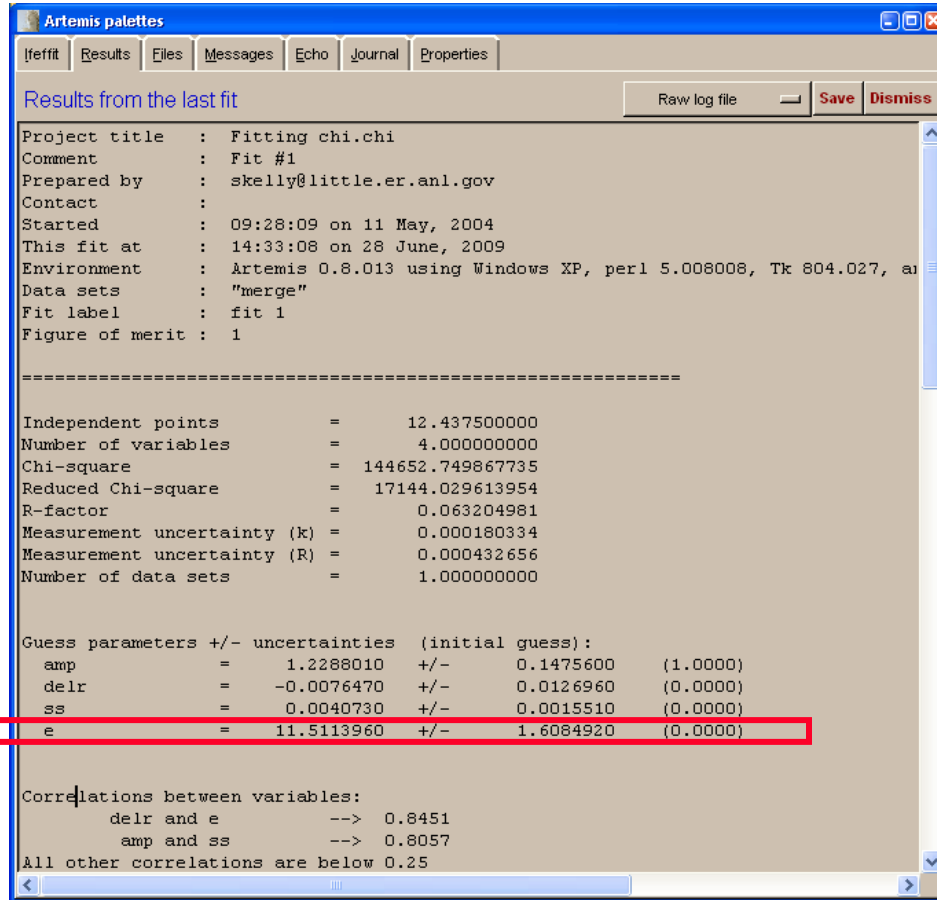 Artemis palettes
Ifeffit Results Files Messages Echo Journal Properties
Results from the last fit Raw log file Save Dismiss
Project title : Fitting chi.chi
Comment : Fit #1
Prepared by : skelly@little.er.anl.gov
Contact :
Started : 09:28:09 on 11 May, 2004
This fit at : 14:33:08 on 28 June, 2009
Environment : Artemis 0.8.013 using Windows XP, perl 5.008008, Tk 804.027,
Data sets : "merge"
Fit label : fit 1
Figure of merit : 1
============================================================
Independent points = 12.437500000
Number of variables = 4.000000000
Chi-square = 144652.749867735
Reduced Chi-square = 17144.029613954
R-factor = 0.063204981
Measurement uncertainty (k) = 0.000180334
Measurement uncertainty (R) = 0.000432656
Number of data sets = 1.000000000
Guess parameters +/- uncertainties (initial guess):
amp = 1.2288010 +/- 0.1475600 (1.0000)
delr = -0.0076470 +/- 0.0126960 (0.0000)
ss = 0.0040730 +/- 0.0015510 (0.0000)
e = 11.5113960 +/- 1.6084920 (0.0000)
Correlations between variables:
delr and e --> 0.8451
amp and ss --> 0.8057
All other correlations are below 0.25